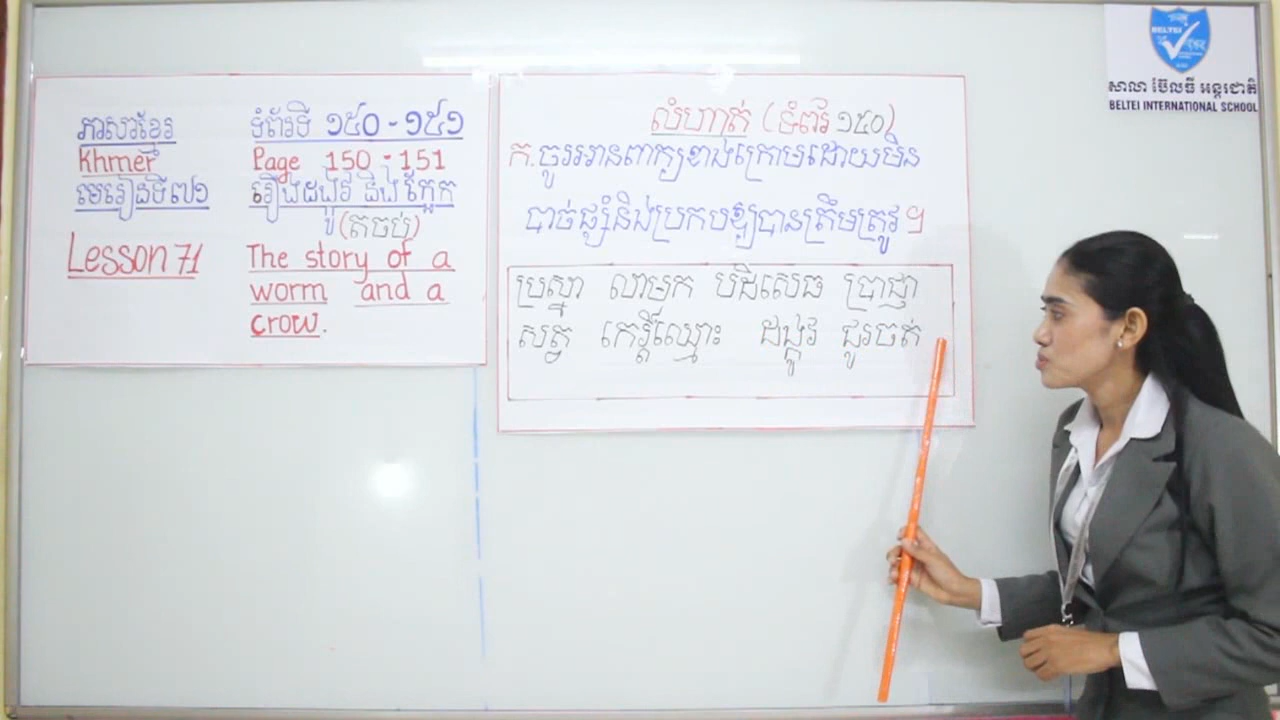 ភាសាខ្មែរ
Khmer
មេរៀនទី៧១
Lesson 71
ទំព័រទី ១៥០ - ១៥១
Page 150 - 151
រឿងដង្កូវ និង ក្អែក
(តចប់)
The story of a
worm and a
crow.
លំហាត់ (ទំព័រ ១៥០)
ក. ចូរអានពាក្យខាងក្រោមដោយមិន
បាច់ផ្សំនិងប្រកបឱ្យបានត្រឹមត្រូវ ។
ប្រស្នា លាមក បដិសេធ ប្រាជ្ញា
សត្វ កេរ្តិ៍ឈ្មោះ ដង្កូវ ជូរចត់
BELTEI
សាលា ប៊ែលធី អន្តរជាតិ
BELTEI INTERNATIONAL SCHOOL